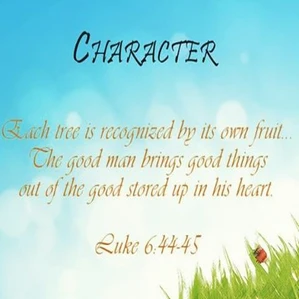 CHARACTER
Each tree is recognized by its own fruit...
The good man brings good things
out of the good stored up in his heart.
Luke 6:44-45